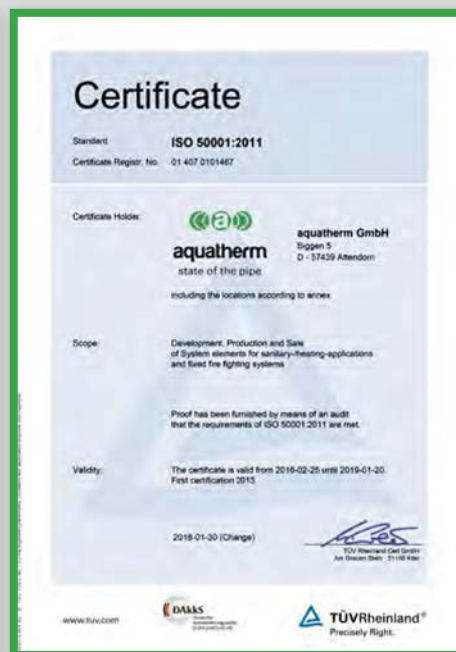 Certificate
Standard ISO 50001:2011
Certificate Registr. No. 01 407 0101467
Certificate Holder:
aquatherm
state of the pipe
aquatherm GmbH
Biggen 5
D - 57439 Attendorn
including the locations according to annex
Scope: Development, Production and Sale
of System elements for sanitary-/heating-applications
and fixed fire fighting systems
Proof has been furnished by means of an audit
that the requirements of ISO 50001:2011 are met.
Validity: The certificate is valid from 2016-02-25 until 2019-01-20.
First certification 2013
2018-01-30 (Change)
TÜV Rheinland Cert GmbH
Am Grauen Stein · 51105 Köln
www.tuv.com
DAkkS
TÜVRheinland®
Precisely Right.